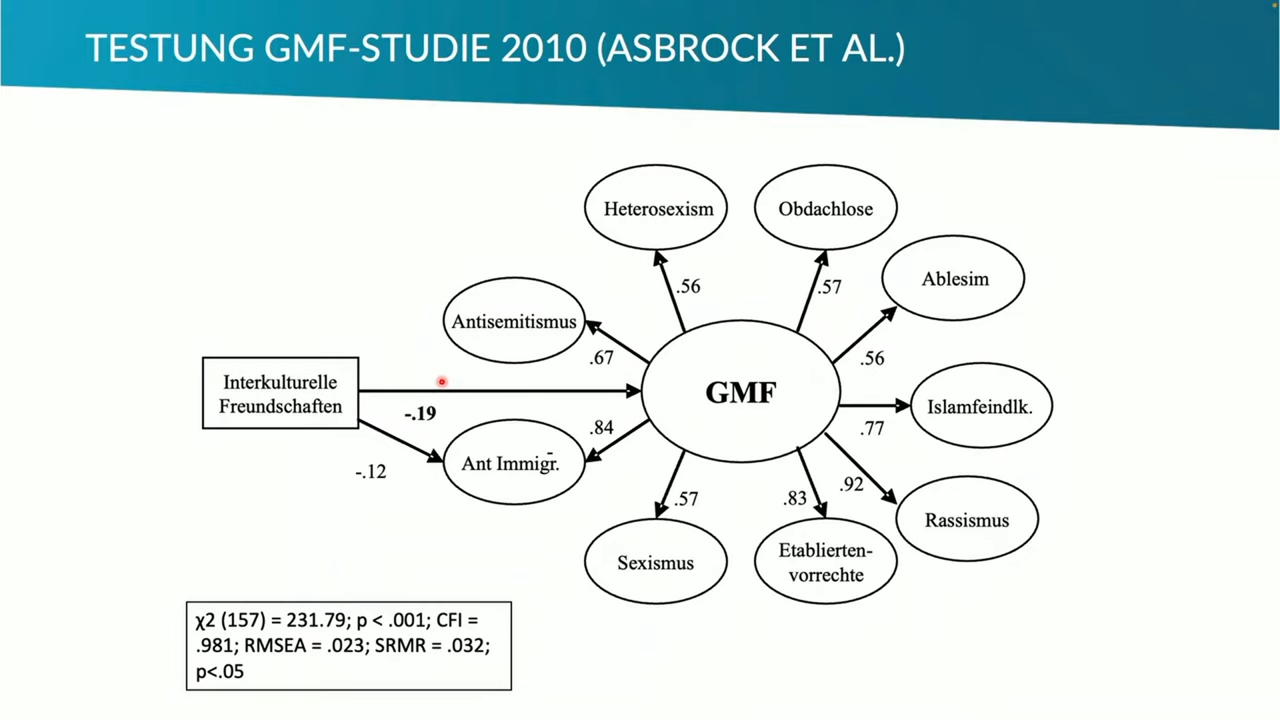 TESTUNG GMF-STUDIE 2010 (ASBROCK ET AL.)
Heterosexism
Obdachlose
Ablesim
Antisemitismus
.56
.57
.67
.56
Interkulturelle
Freundschaften
GMF
-.19
.84
.77
Islamfeindlk.
-.12
Ant Immigr.
-
.57
.83
.92
Rassismus
Sexismus
Etablierten-
vorrechte
χ2 (157) = 231.79; p < .001; CFI =
.981; RMSEA = .023; SRMR = .032;
p<.05